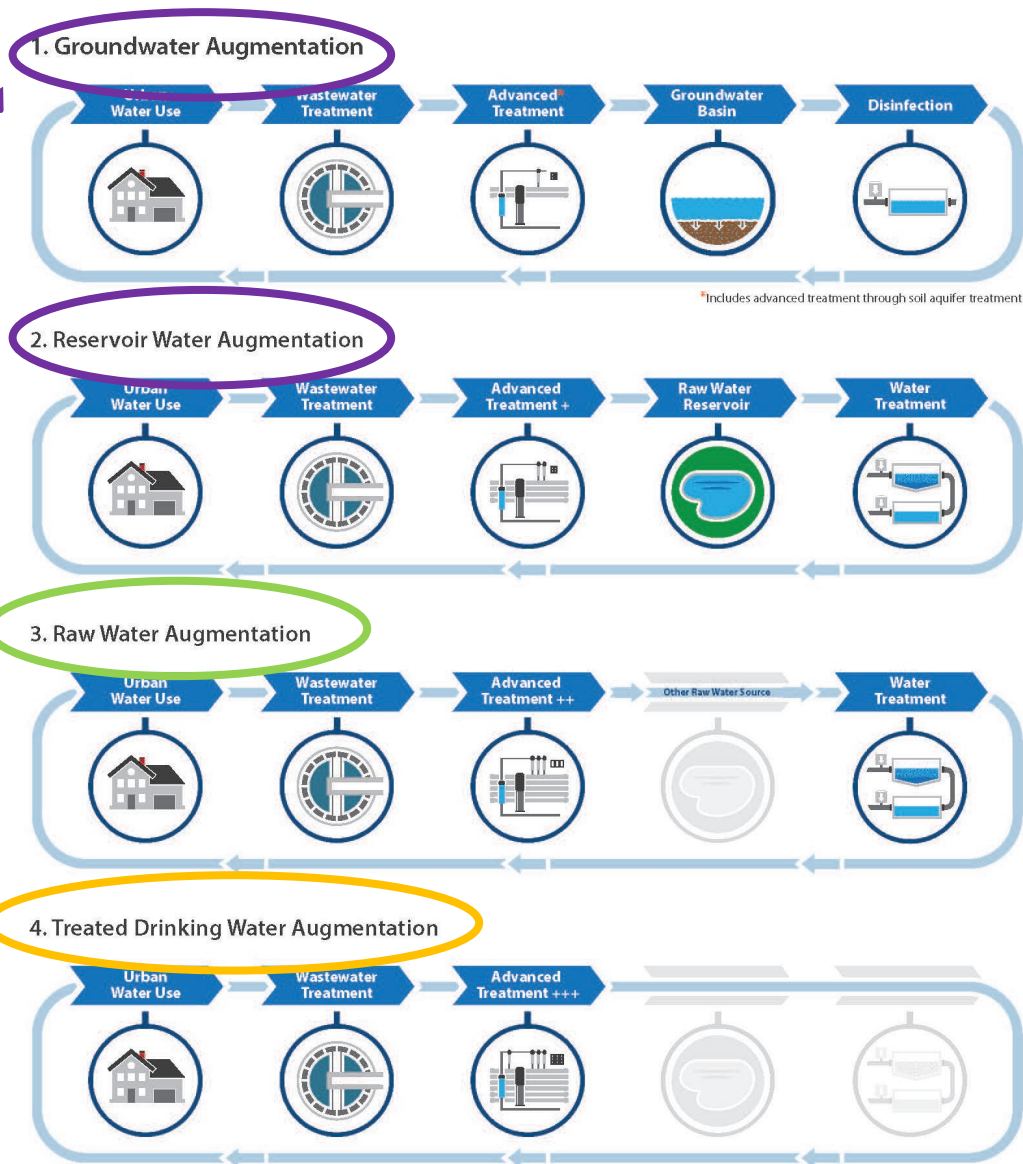 1. Groundwater Augmentation
Urban
Water Use
Wastewater
Treatment
Advanced*
Treatment
Groundwater
Basin
Disinfection
*Includes advanced treatment through soil aquifer treatment
2. Reservoir Water Augmentation
Urban
Water Use
Wastewater
Treatment
Advanced
Treatment +
Raw Water
Reservoir
Water
Treatment
3. Raw Water Augmentation
Urban
Water Use
Wastewater
Treatment
Advanced
Treatment ++
Other Raw Water Source
Water
Treatment
4. Treated Drinking Water Augmentation
Urban
Water Use
Wastewater
Treatment
Advanced
Treatment +++